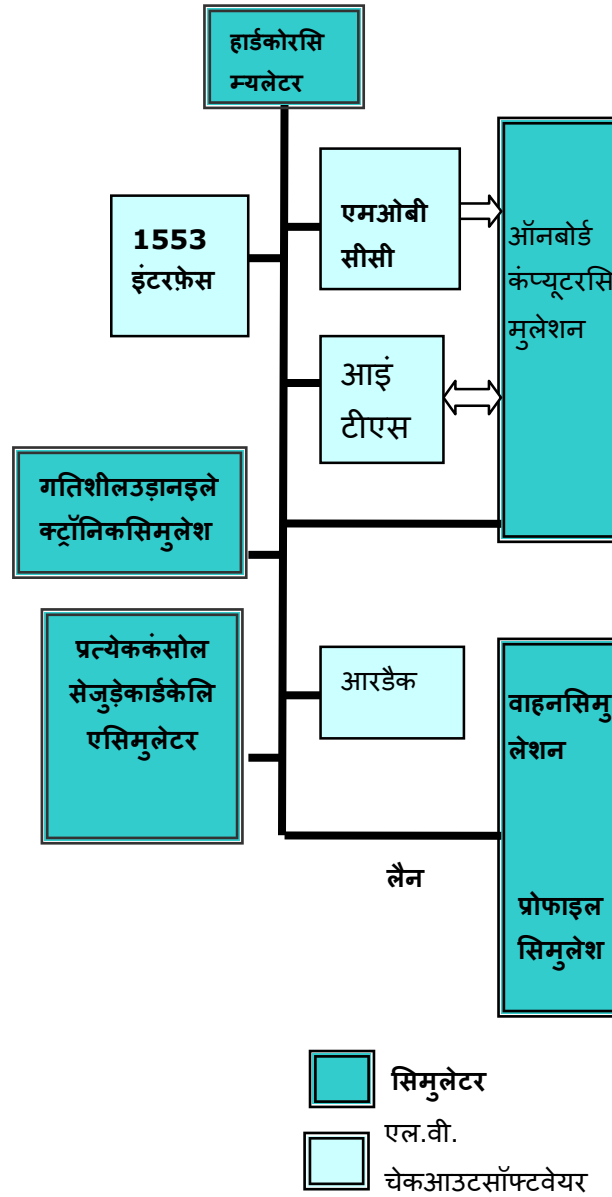 हार्डकोरसि
म्यलेटर
1553
इंटरफ़ेस
एमओबी
सीसी
ऑनबोर्ड
कंप्यूटरसि
मुलेशन
आइं
टीएस
गतिशीलउड़ानइले
क्ट्रॉनिकसिमुलेश
प्रत्येककंसोल
सेजुड़ेकार्डकेलि
एसिमुलेटर
आरडैक
वाहनसिमु
लेशन
लैन
प्रोफाइल
सिमुलेश
सिमुलेटर
एल.वी.
चेकआउटसॉफ्टवेयर